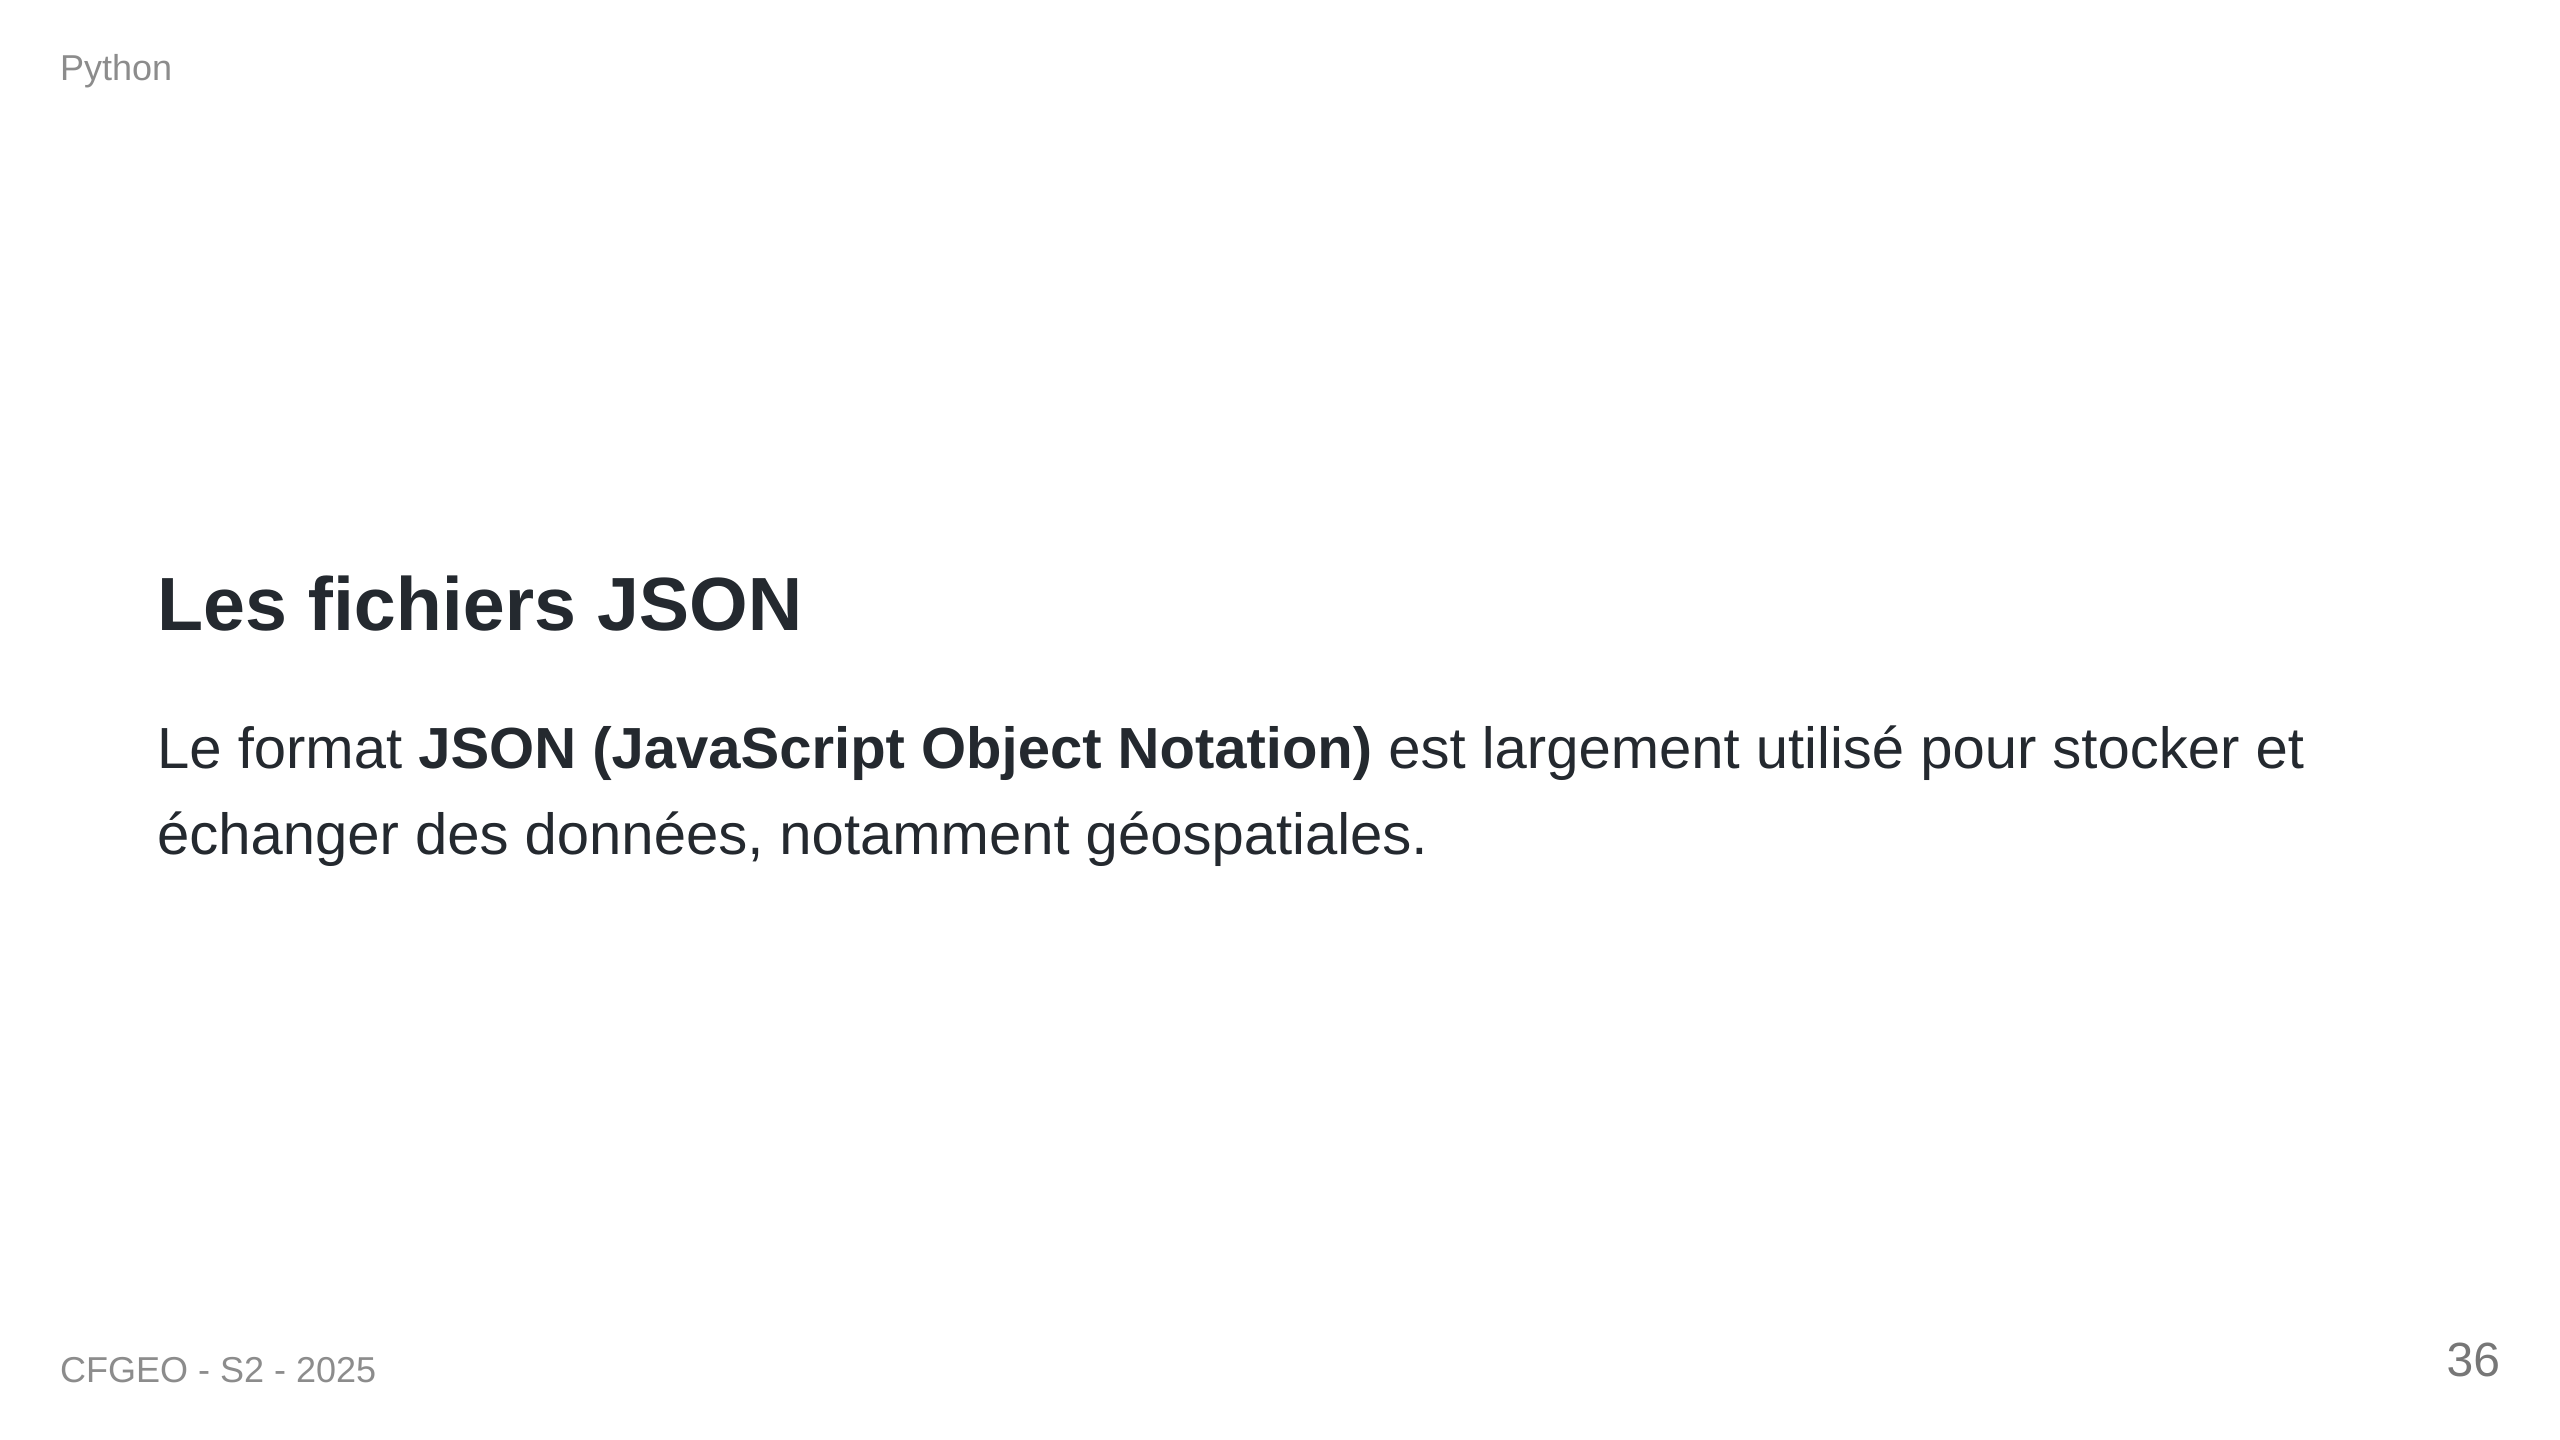 Python
Les fichiers JSON
Le format JSON (JavaScript Object Notation) est largement utilisé pour stocker et
échanger des données, notamment géospatiales.
CFGEO - S2 - 2025
36